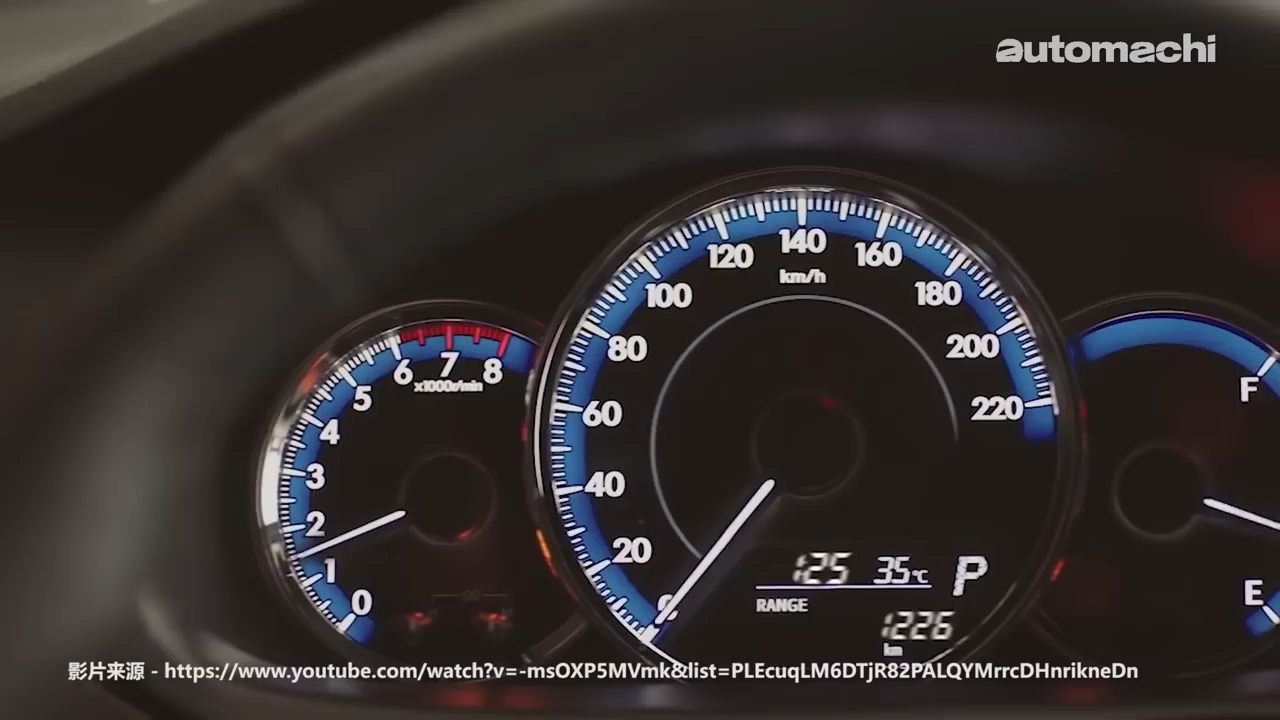 automachi
140
120
160
km/h
100
180
80
200
6
7
8
x1000r/min
F
5
220
60
4
3
40
2
20
1
125
35℃
P
0
E
RANGE
0
1226
km
影片来源 - https://www.youtube.com/watch?v=-msOXP5MVmk&list=PLEcuqLM6DTjR82PALQYMrrcDHnrikneDn